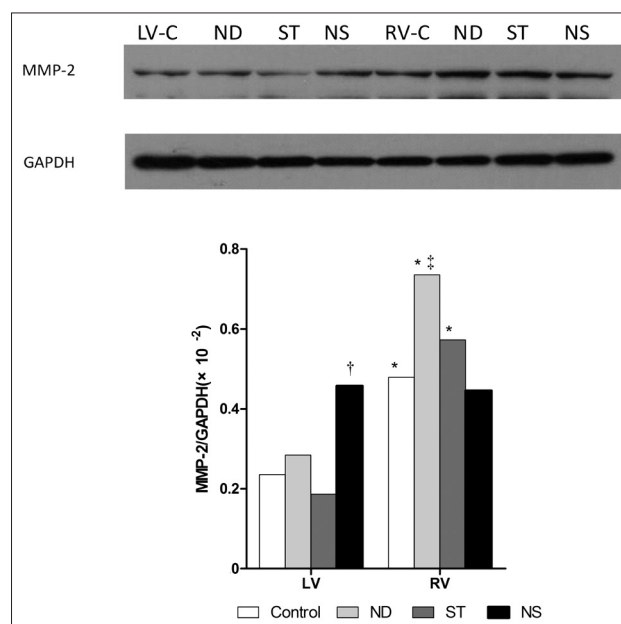 LV-C ND ST NS RV-C ND ST NS
MMP-2
GAPDH
0.8
* ‡
0.6
*
*
†
0.4
0.2
0
MMP-2/GAPDH(× 10 -2)
LV RV
Control ND ST NS